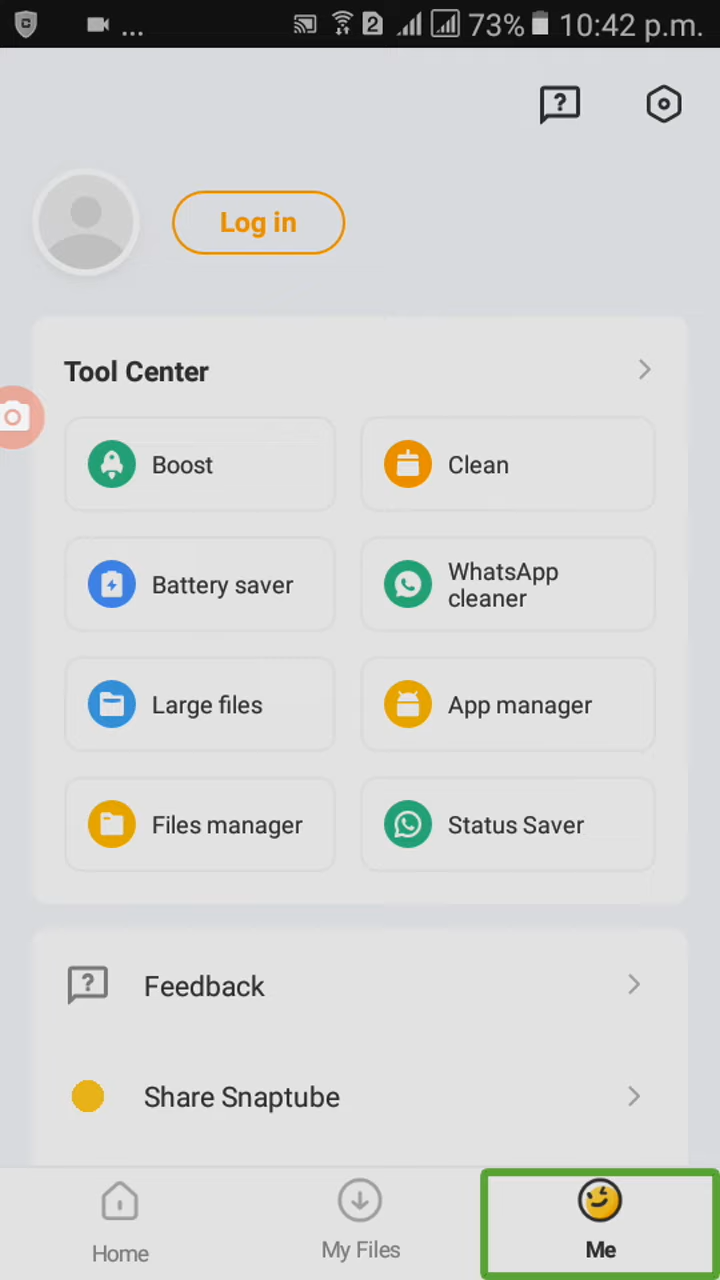 ... 2 73% 10:42 p.m.
?
Log in
Tool Center
Boost
Clean
Battery saver
WhatsApp
cleaner
Large files
App manager
Files manager
Status Saver
? Feedback
Share Snaptube
Home
My Files
Me